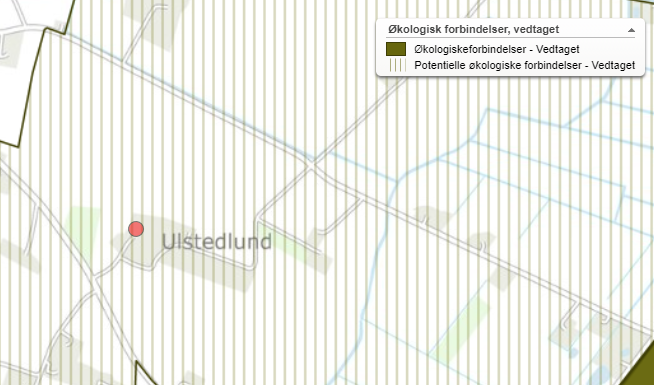 Økologisk forbindelser, vedtaget
Økologiskeforbindelser - Vedtaget
Potentielle økologiske forbindelser - Vedtaget
Ulstedlund